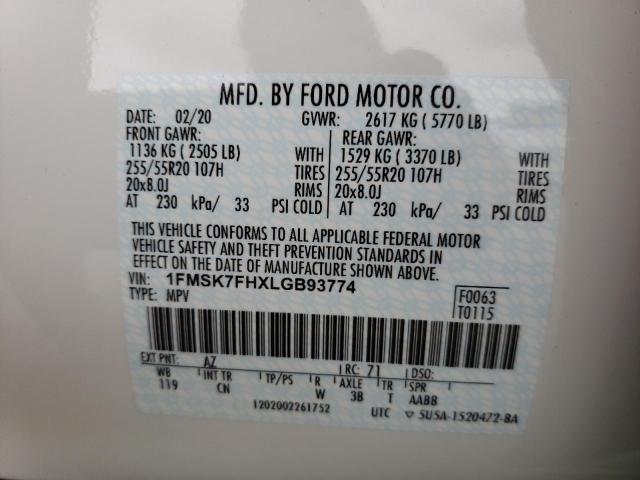 MFD. BY FORD MOTOR CO.
DATE: 02/20 GVWR: 2617 KG ( 5770 LB)
FRONT GAWR: REAR GAWR:
1136 KG ( 2505 LB) WITH 1529 KG ( 3370 LB) WITH
255/55R20 107H TIRES 255/55R20 107H TIRES
20x8.0J RIMS 20x8.0J RIMS
AT 230 kPa/ 33 PSI COLD AT 230 kPa/ 33 PSI COLD
THIS VEHICLE CONFORMS TO ALL APPLICABLE FEDERAL MOTOR
VEHICLE SAFETY AND THEFT PREVENTION STANDARDS IN
EFFECT ON THE DATE OF MANUFACTURE SHOWN ABOVE.
VIN: 1FMSK7FHXLGB93774
TYPE: MPV
F0063
T0115
EXT PNT: AZ RC: 71 DSO:
WB INT TR TP/PS R AXLE TR SPR
119 CN W 3B T AABB
1202002261752 UTC ▽ 5U5A-1520472-BA